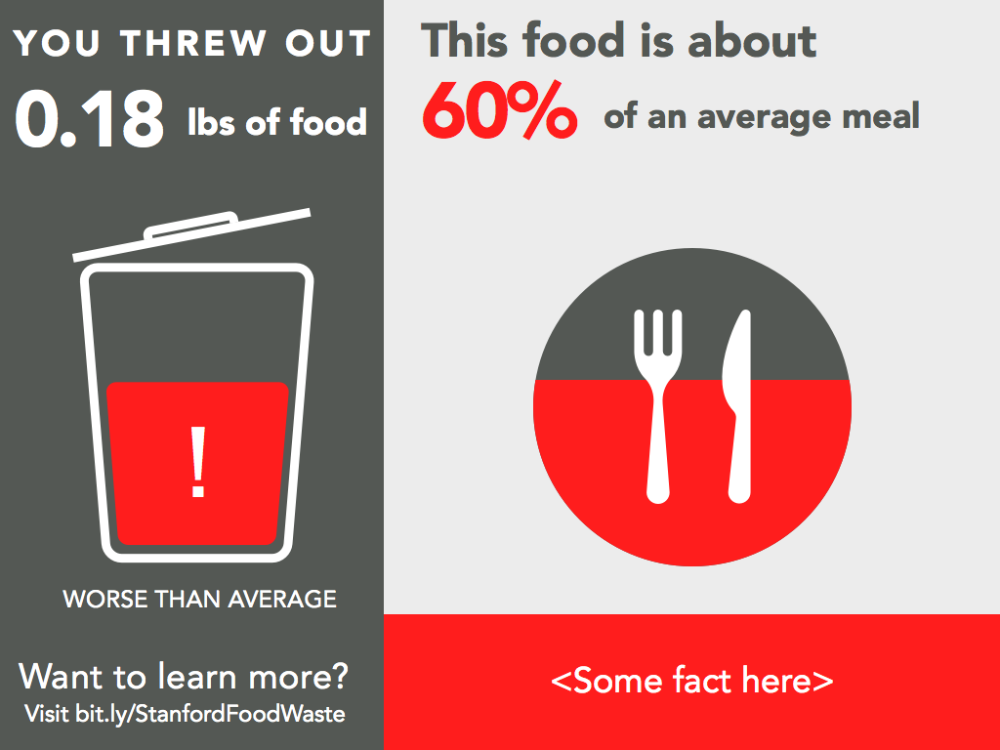 YOU THREW OUT
0.18 lbs of food
!
WORSE THAN AVERAGE
Want to learn more?
Visit bit.ly/StanfordFoodWaste
This food is about
60% of an average meal
<Some fact here>